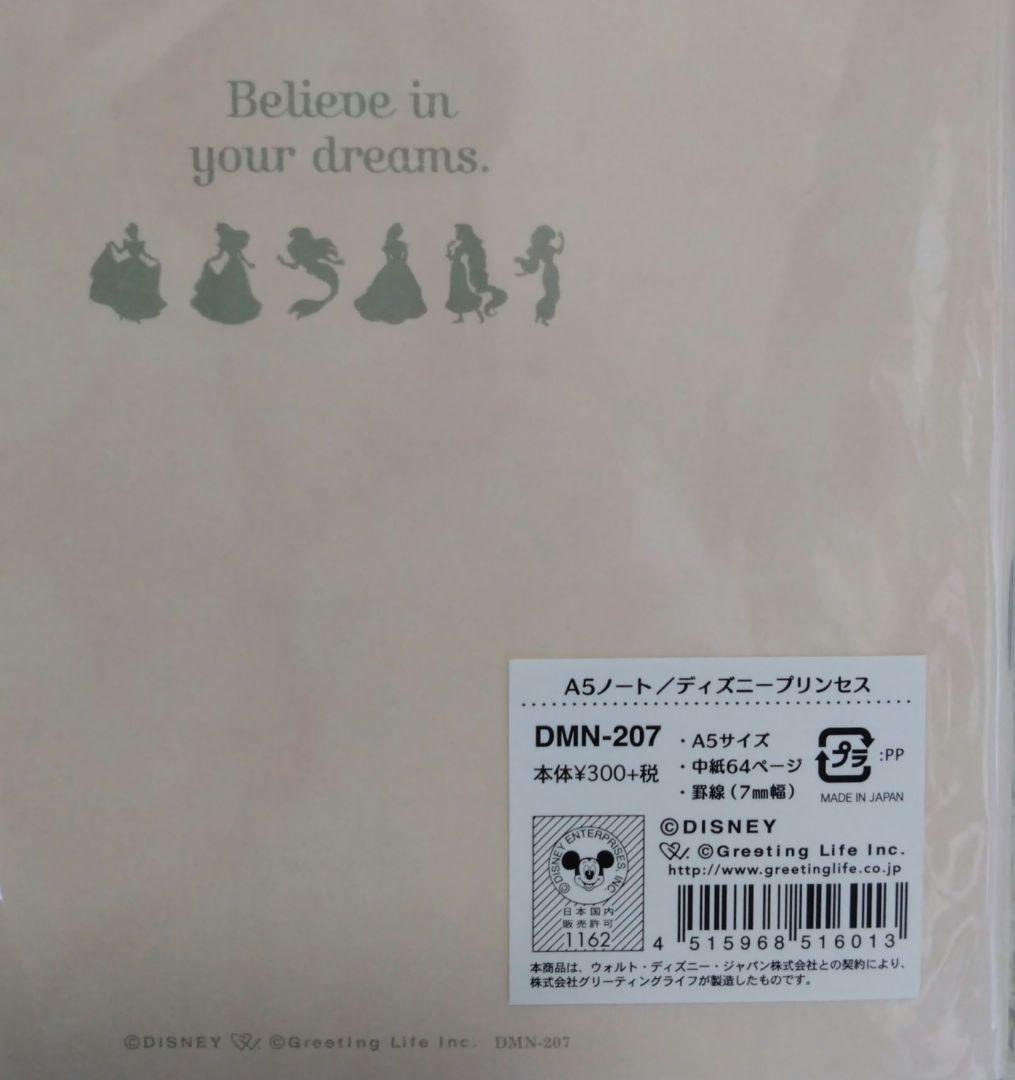 Believe in
your dreams.
A5ノート／ディズニープリンセス
DMN-207
本体¥300+税
・A5サイズ
・中紙64ページ
・罫線(7㎜幅)
プラ :PP
MADE IN JAPAN
©DISNEY
©Greeting Life Inc.
http://www.greetinglife.co.jp
©DISNEY ENTERPRISES, INC.
日本国内
販売許可
1162
4 515968 516013
本商品は、ウォルト・ディズニー・ジャパン株式会社との契約により、
株式会社グリーティングライフが製造したものです。
©DISNEY ©Greeting Life Inc. DMN-207